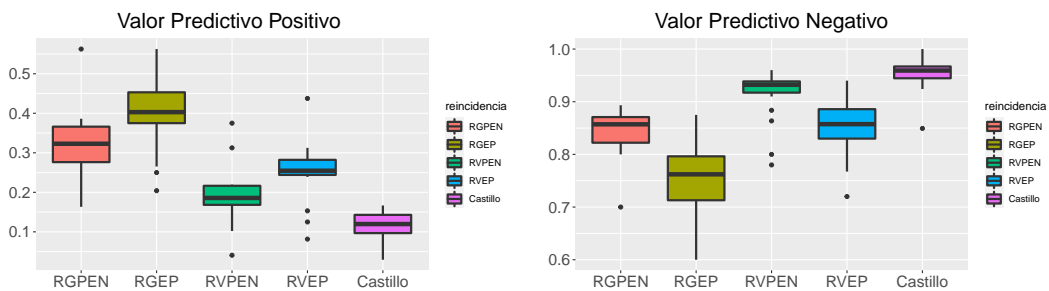 Valor Predictivo Positivo
0.5
0.4
0.3
0.2
0.1
RGPEN RGEP RVPEN RVEP Castillo
reincidencia
RGPEN
RGEP
RVPEN
RVEP
Castillo
Valor Predictivo Negativo
1.0
0.9
0.8
0.7
0.6
RGPEN RGEP RVPEN RVEP Castillo
reincidencia
RGPEN
RGEP
RVPEN
RVEP
Castillo